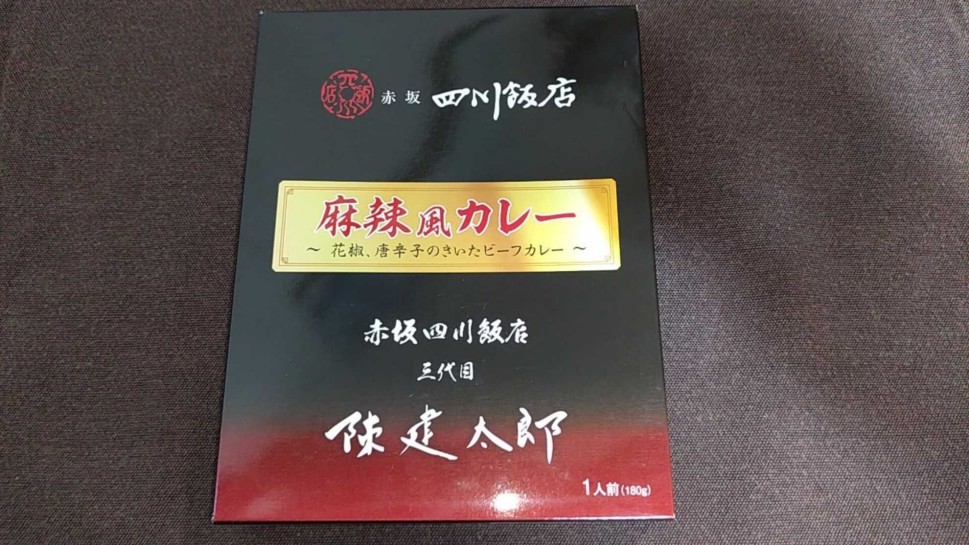 赤坂 四川飯店
麻辣風カレー
～ 花椒、唐辛子のきいたビーフカレー ～
赤坂四川飯店
三代目
陳建太郎
1人前(180g)